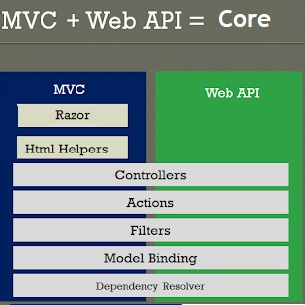 MVC + Web API = Core
MVC
Web API
Razor
Html Helpers
Controllers
Actions
Filters
Model Binding
Dependency Resolver